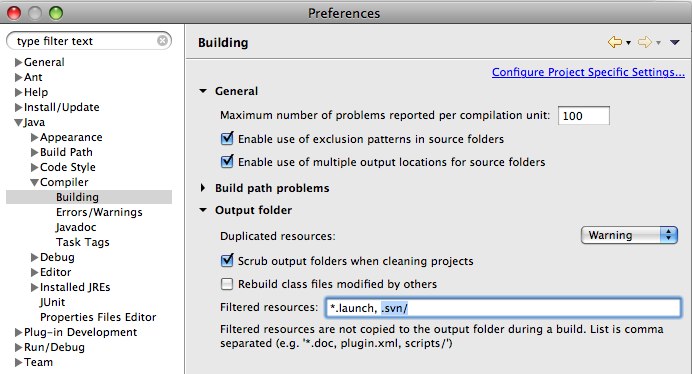 Preferences
type filter text
General
Ant
Help
Install/Update
Java
Appearance
Build Path
Code Style
Compiler
Building
Errors/Warnings
Javadoc
Task Tags
Debug
Editor
Installed JREs
JUnit
Properties Files Editor
Plug-in Development
Run/Debug
Team
Building
Configure Project Specific Settings...
General
Maximum number of problems reported per compilation unit: 100
Enable use of exclusion patterns in source folders
Enable use of multiple output locations for source folders
Build path problems
Output folder
Duplicated resources: Warning
Scrub output folders when cleaning projects
Rebuild class files modified by others
Filtered resources: *.launch, .svn/
Filtered resources are not copied to the output folder during a build. List is comma
separated (e.g. '*.doc, plugin.xml, scripts/')